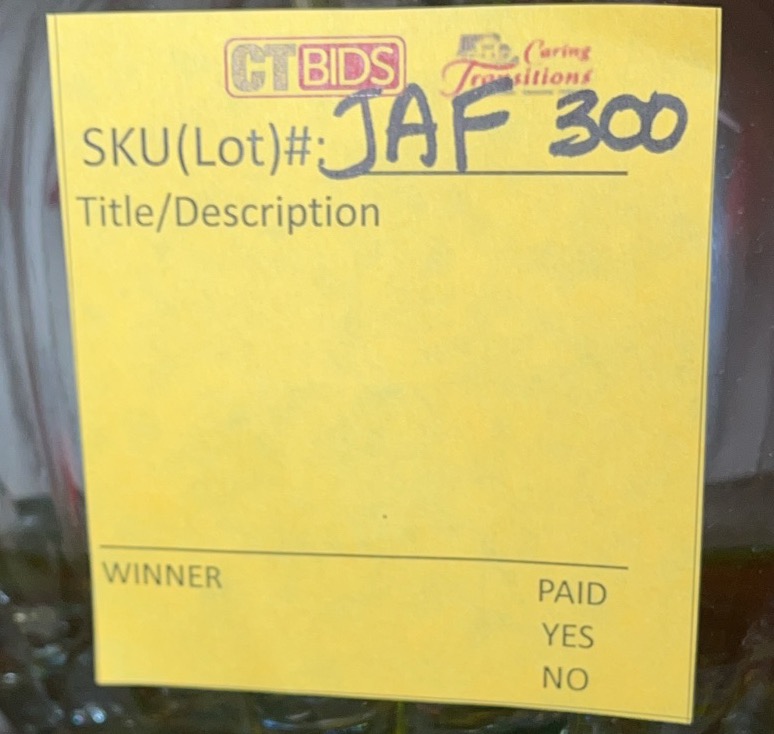 CTBIDS Caring Transitions
SKU(Lot)#: JAF 300
Title/Description
WINNER
PAID
YES
NO